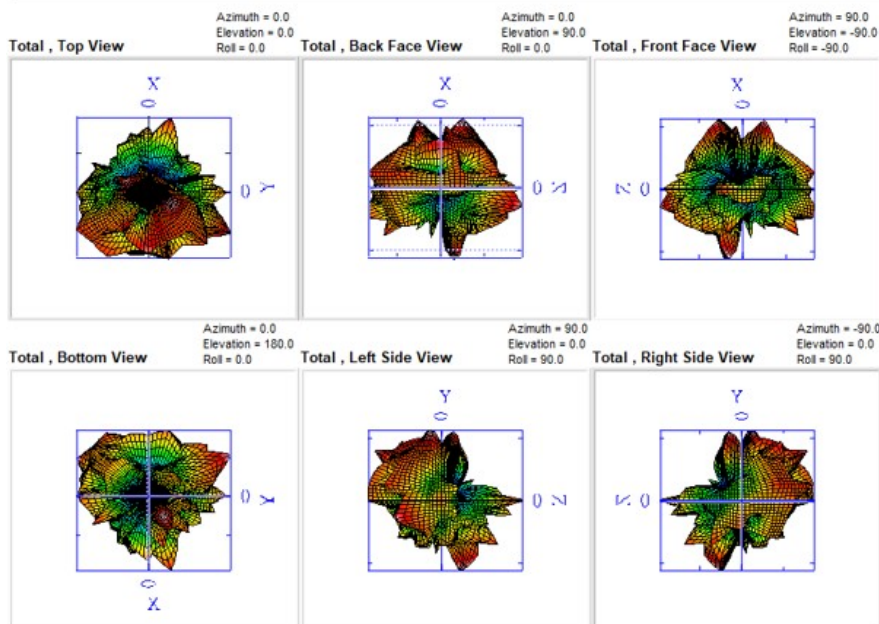 Azimuth = 0.0
Elevation = 0.0
Roll = 0.0
Total , Top View
X
0
0 Y
Azimuth = 0.0
Elevation = 90.0
Roll = 0.0
Total , Back Face View
X
0
0 Z
Azimuth = 90.0
Elevation = -90.0
Roll = -90.0
Total , Front Face View
X
0
Z 0
Azimuth = 0.0
Elevation = 180.0
Roll = 0.0
Total , Bottom View
0 Y
0
X
Azimuth = 90.0
Elevation = 0.0
Roll = 90.0
Total , Left Side View
Y
0
0 Z
Azimuth = -90.0
Elevation = 0.0
Roll = 90.0
Total , Right Side View
Y
0
Z 0